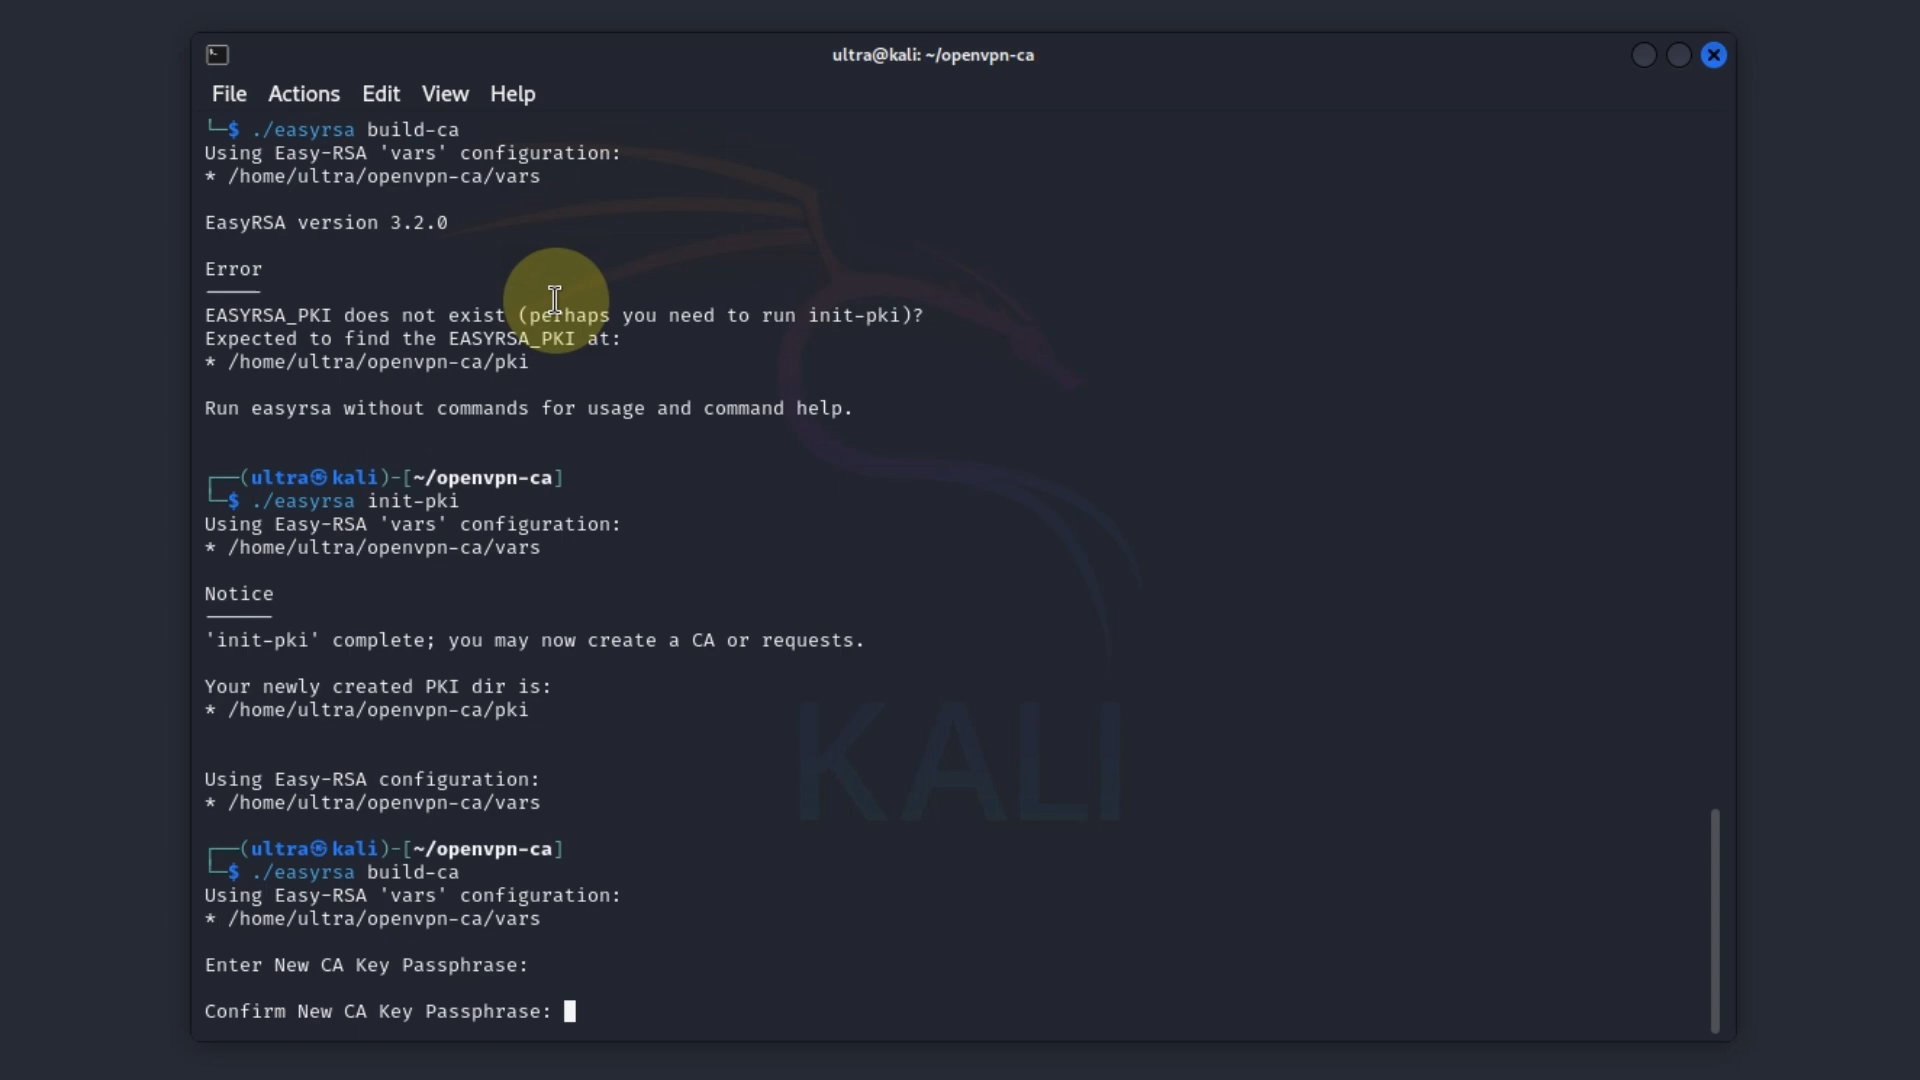 ultra@kali: ~/openvpn-ca
File Actions Edit View Help
└─$ ./easyrsa build-ca
Using Easy-RSA 'vars' configuration:
* /home/ultra/openvpn-ca/vars
EasyRSA version 3.2.0
Error
─────
EASYRSA_PKI does not exist (perhaps you need to run init-pki)?
Expected to find the EASYRSA_PKI at:
* /home/ultra/openvpn-ca/pki
Run easyrsa without commands for usage and command help.
┌──(ultra㉿kali)-[~/openvpn-ca]
└─$ ./easyrsa init-pki
Using Easy-RSA 'vars' configuration:
* /home/ultra/openvpn-ca/vars
Notice
──────
'init-pki' complete; you may now create a CA or requests.
Your newly created PKI dir is:
* /home/ultra/openvpn-ca/pki
Using Easy-RSA configuration:
* /home/ultra/openvpn-ca/vars
┌──(ultra㉿kali)-[~/openvpn-ca]
└─$ ./easyrsa build-ca
Using Easy-RSA 'vars' configuration:
* /home/ultra/openvpn-ca/vars
Enter New CA Key Passphrase:
Confirm New CA Key Passphrase:
KALI